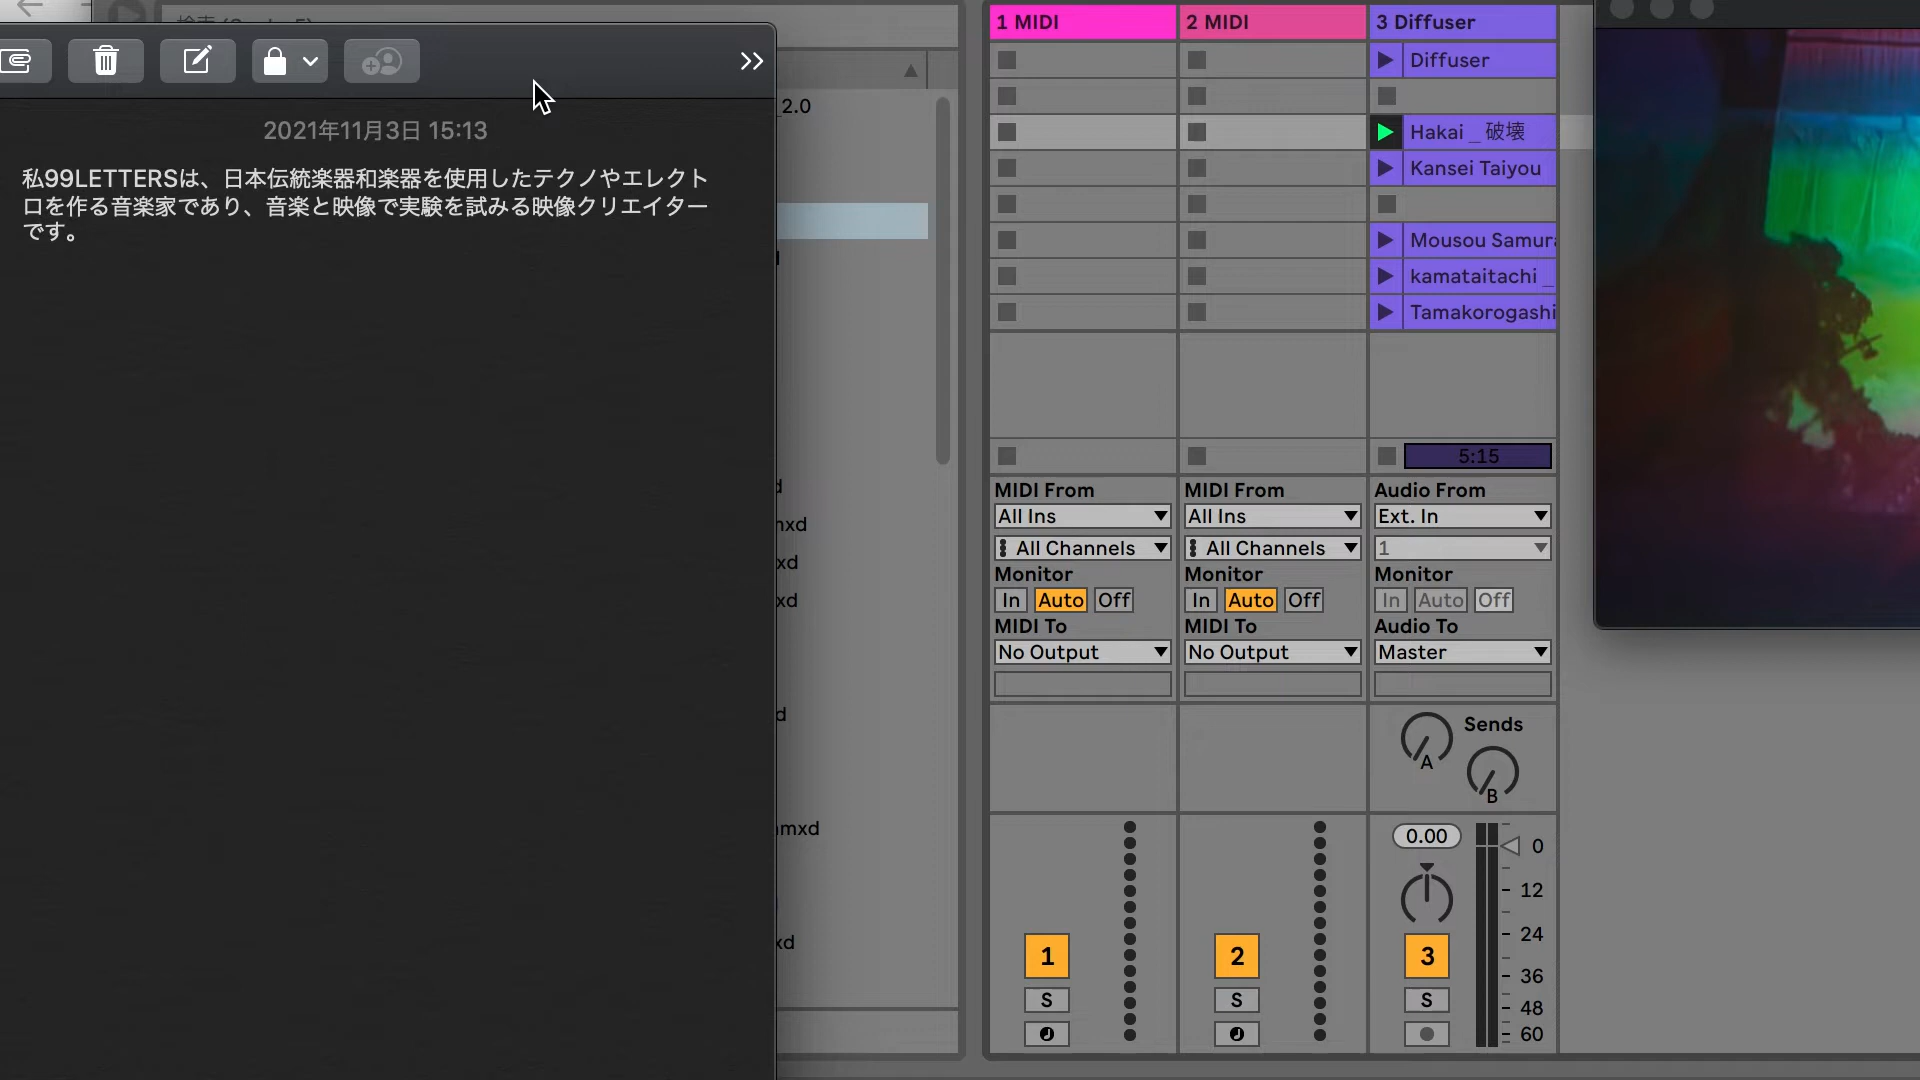 2021年11月3日 15:13
私99LETTERSは、日本伝統楽器和楽器を使用したテクノやエレクト
ロを作る音楽家であり、音楽と映像で実験を試みる映像クリエイター
です。
2.0
mxd
1 MIDI
2 MIDI
3 Diffuser
Diffuser
Hakai _ 破壊
Kansei Taiyou
Mousou Samur
kamataitachi _
Tamakorogashi
5:15
MIDI From
MIDI From
Audio From
All Ins
All Ins
Ext. In
All Channels
All Channels
1
Monitor
Monitor
Monitor
In Auto Off
In Auto Off
In Auto Off
MIDI To
MIDI To
Audio To
No Output
No Output
Master
Sends
A
B
0.00
0
12
24
36
48
60
1
2
3
S
S
S